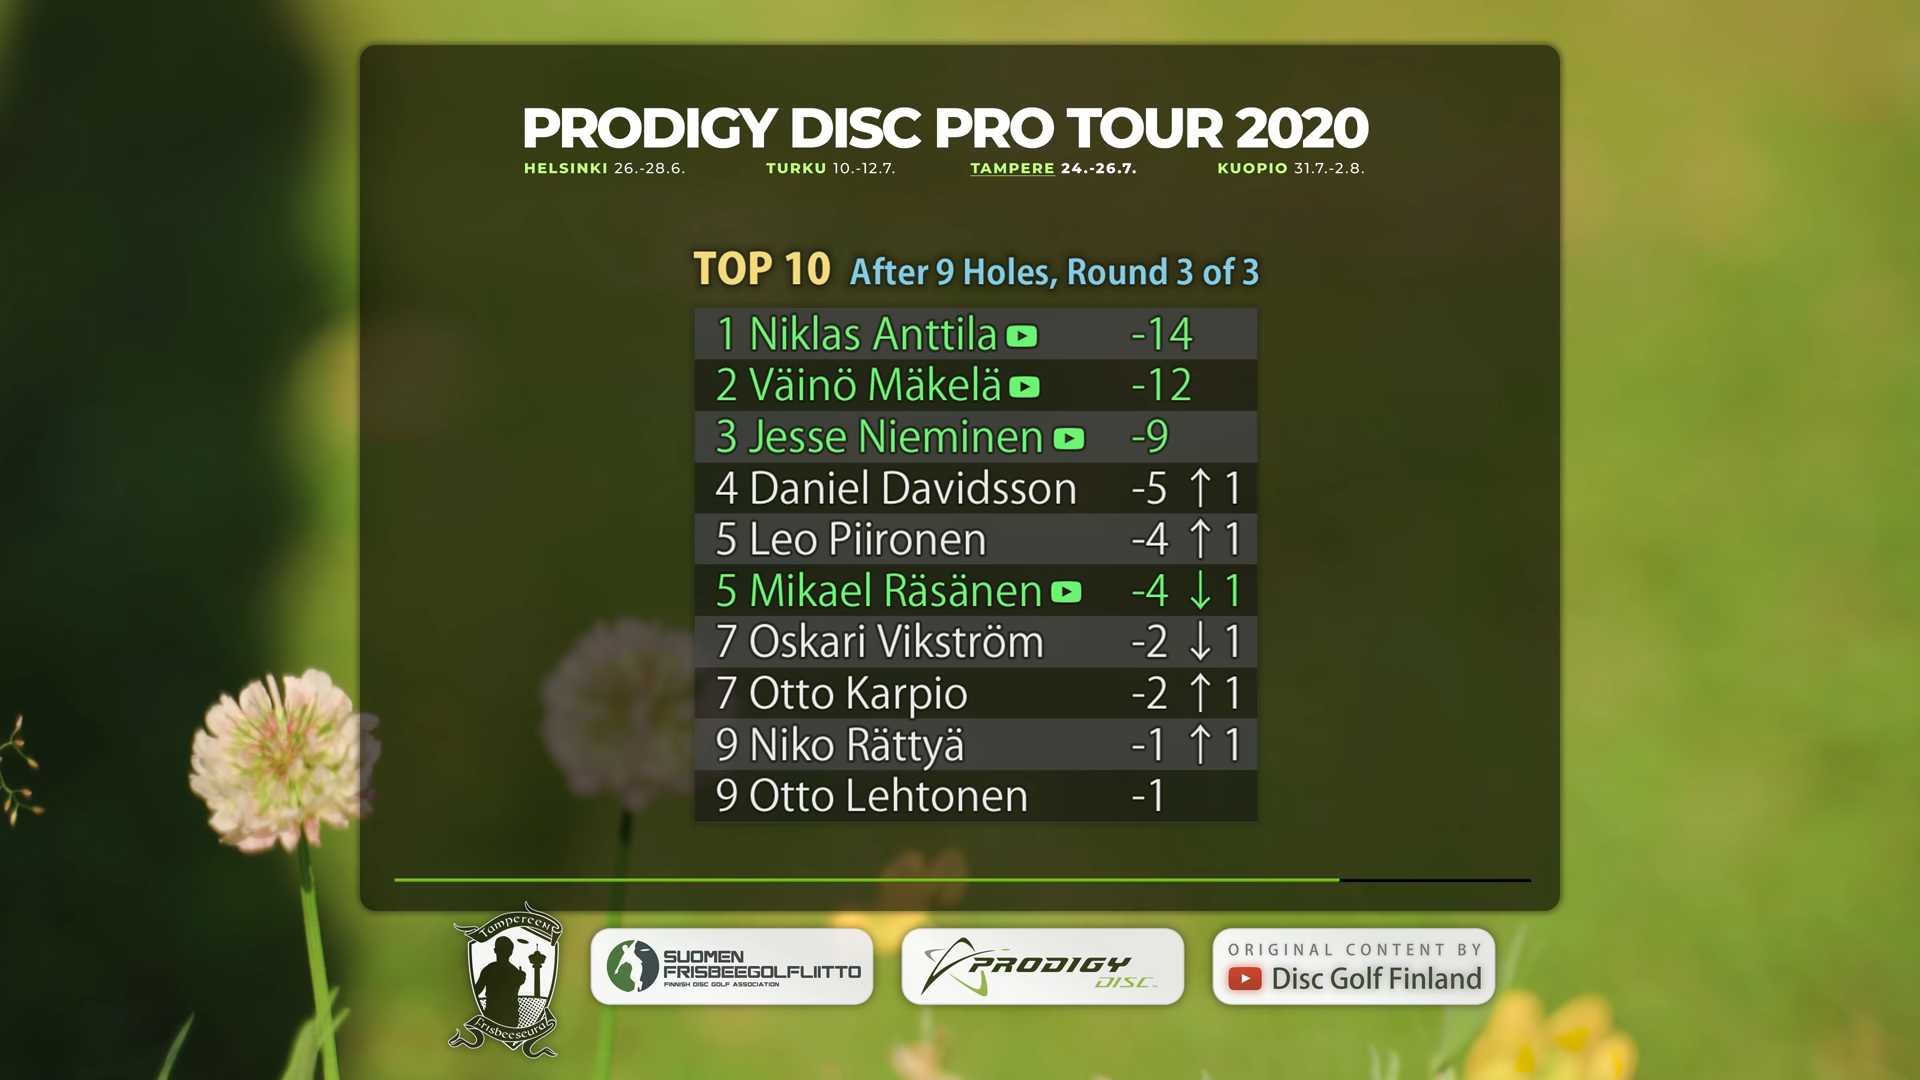 PRODIGY DISC PRO TOUR 2020
HELSINKI 26.-28.6. TURKU 10.-12.7. TAMPERE 24.-26.7. KUOPIO 31.7.-2.8.
TOP 10 After 9 Holes, Round 3 of 3
1 Niklas Anttila -14
2 Väinö Mäkelä -12
3 Jesse Nieminen -9
4 Daniel Davidsson -5 ↑ 1
5 Leo Piironen -4 ↑ 1
5 Mikael Räsänen -4 ↓ 1
7 Oskari Vikström -2 ↓ 1
7 Otto Karpio -2 ↑ 1
9 Niko Rättyä -1 ↑ 1
9 Otto Lehtonen -1
Tampereen
Frisbeeseura
SUOMEN
FRISBEEGOLFLIITTO
FINNISH DISC GOLF ASSOCIATION
PRODIGY
DISC
ORIGINAL CONTENT BY
Disc Golf Finland